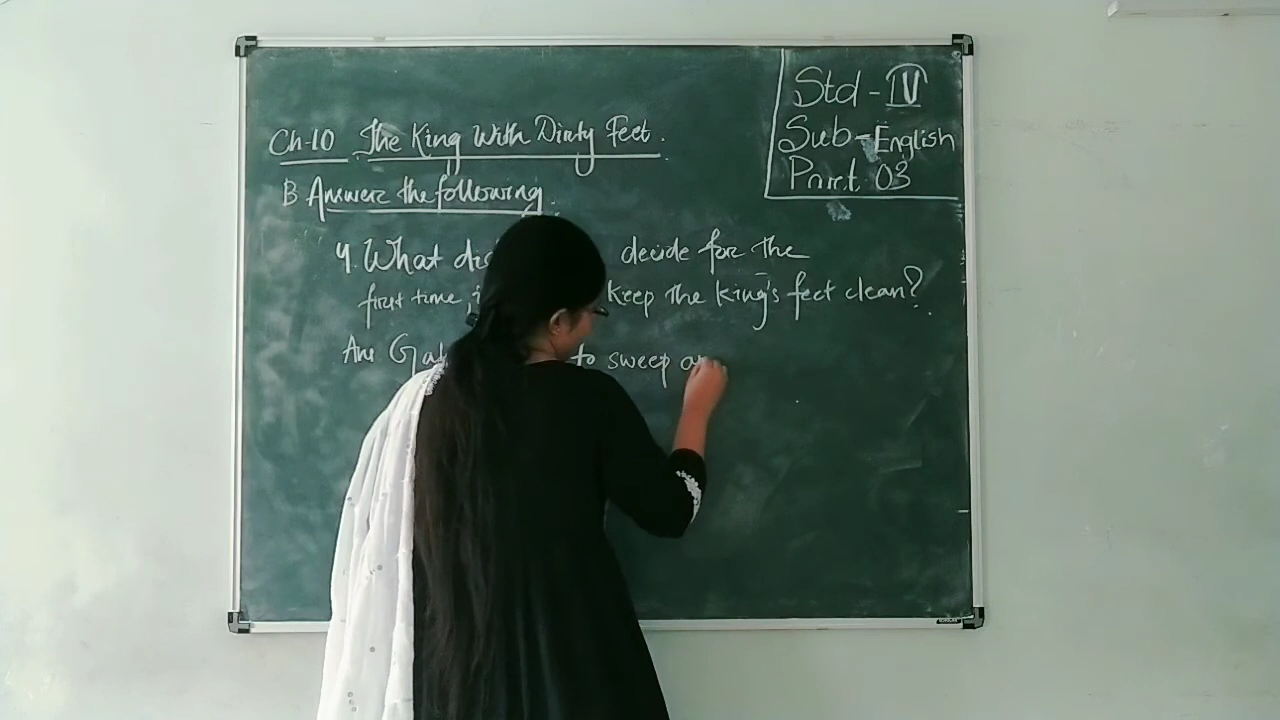 Std - IV
Sub - English
Part 03
Ch-10 The King With Dirty Feet.
B Answer the following.
4. What decide for the
first time, keep the king's feet clean?
Ans to sweep